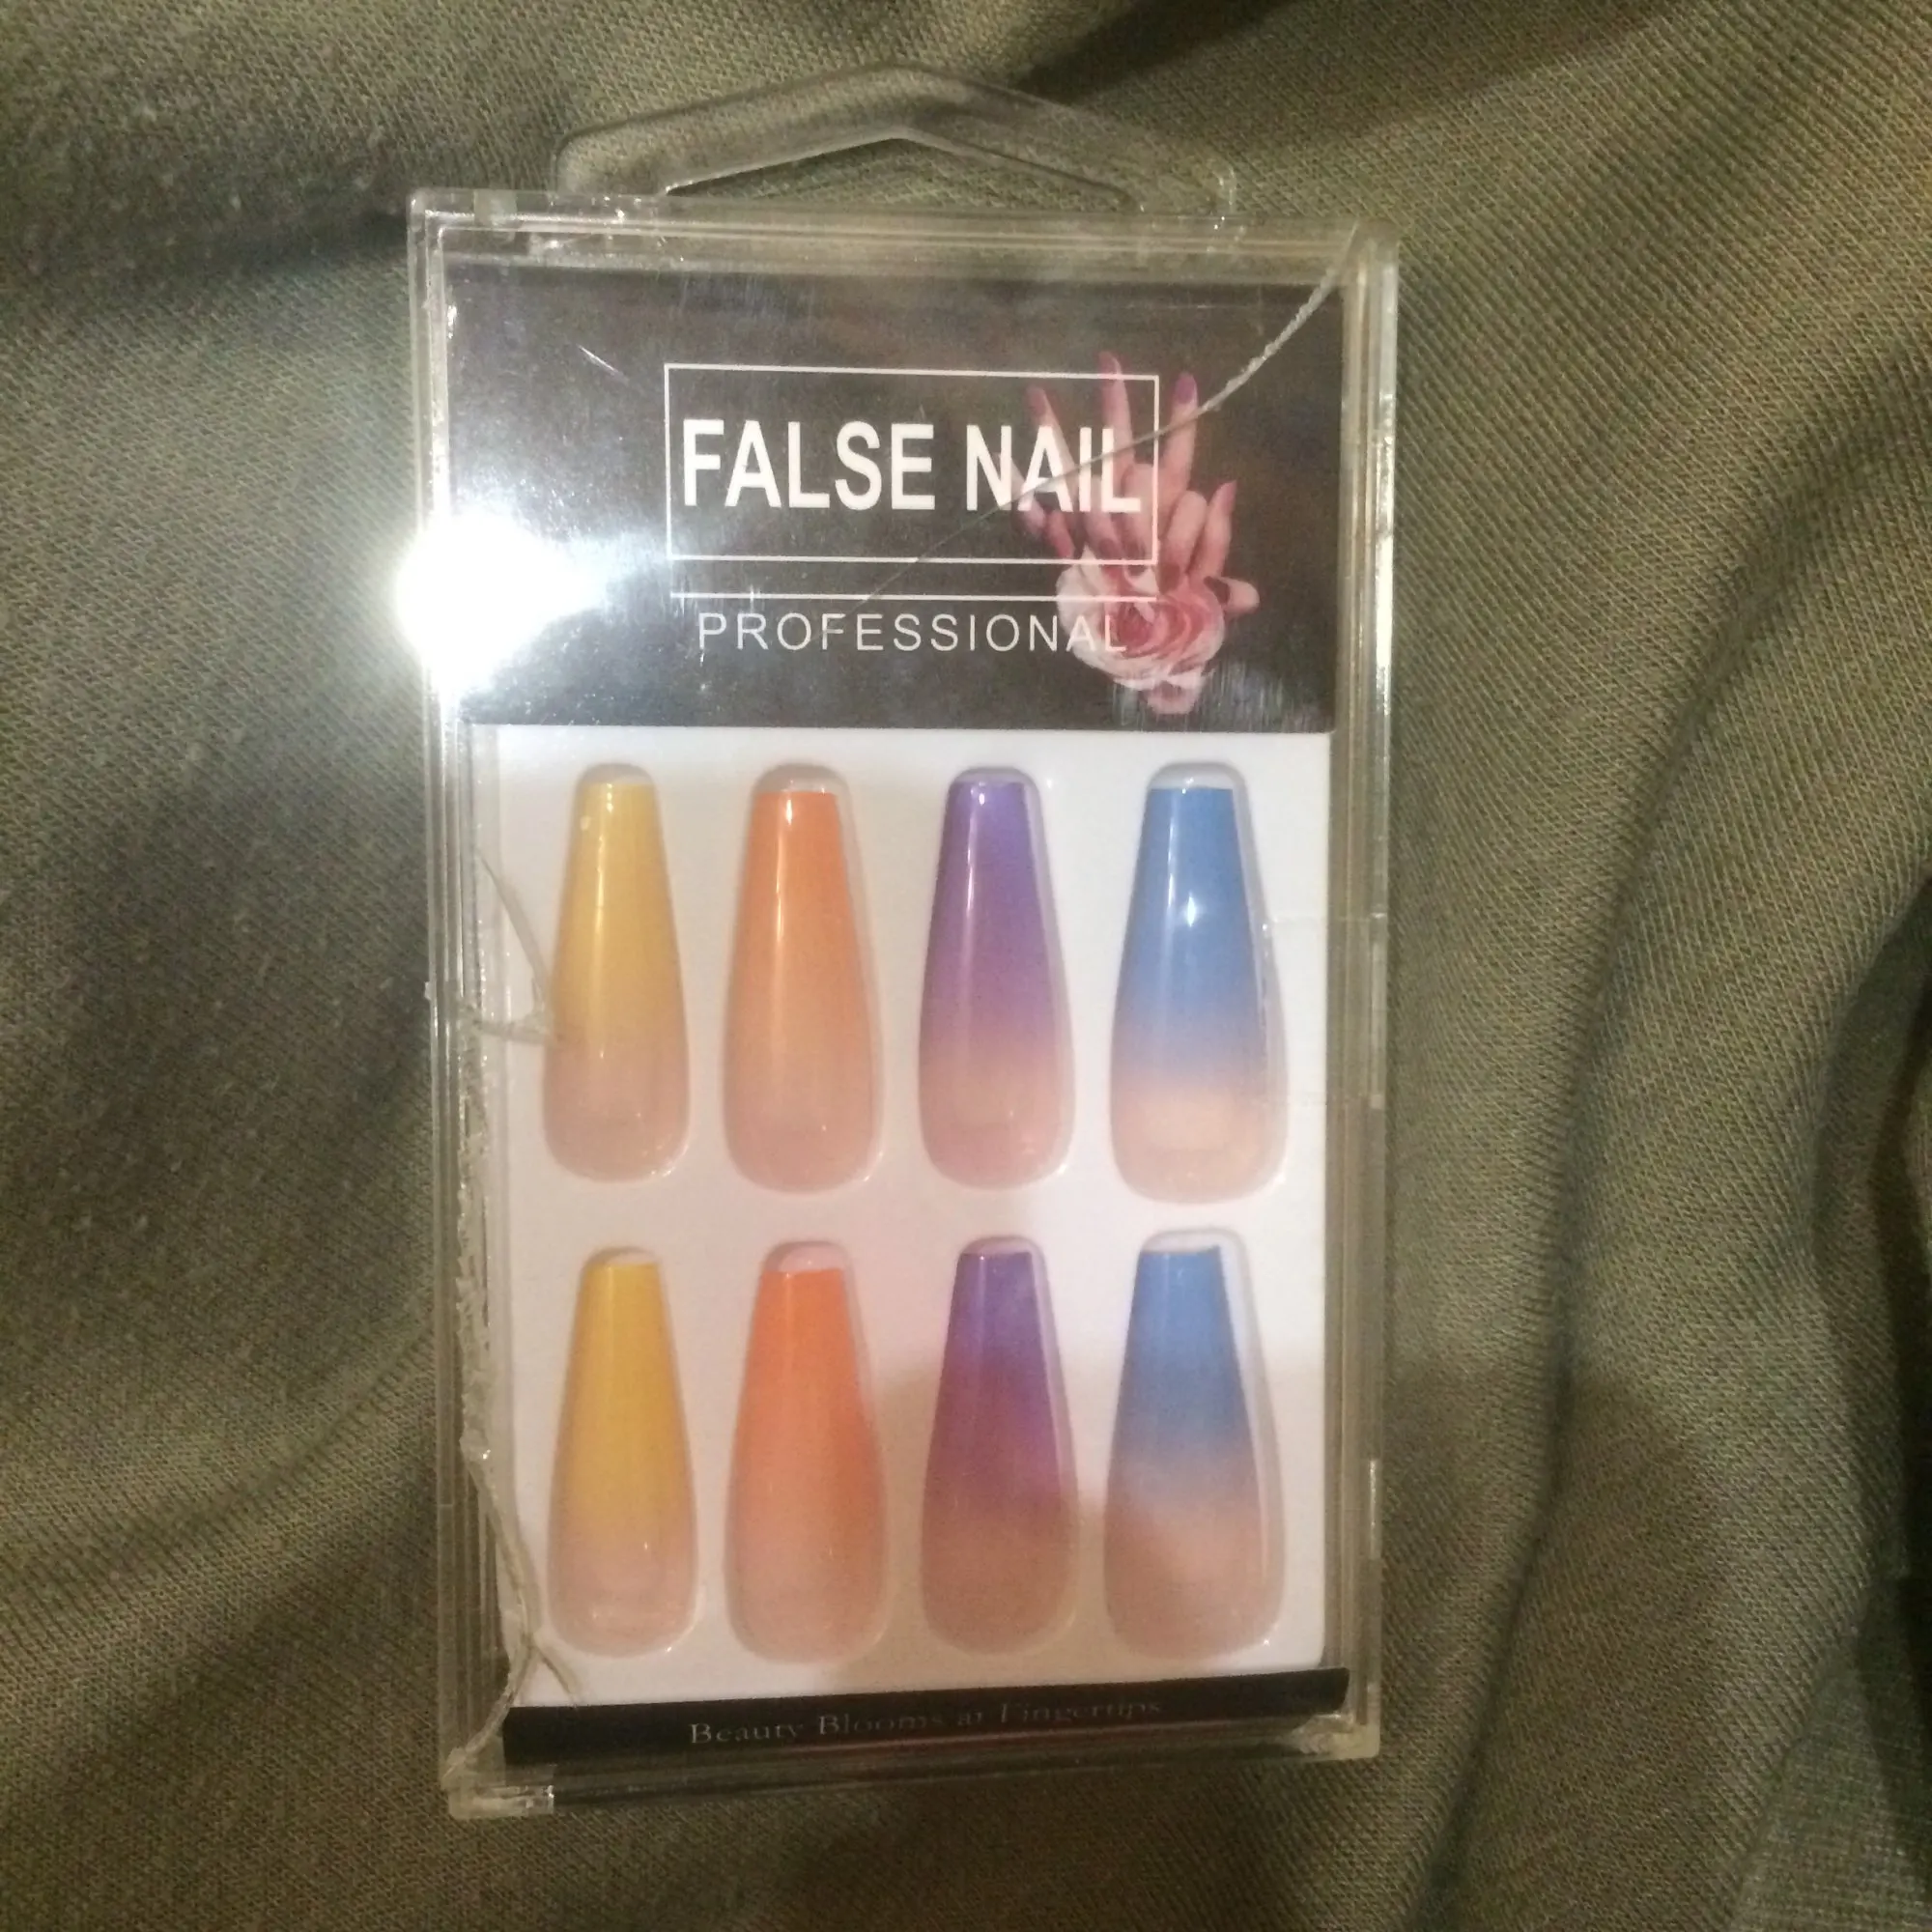 FALSE NAIL
PROFESSIONAL
Beauty Blooms at Fingertips